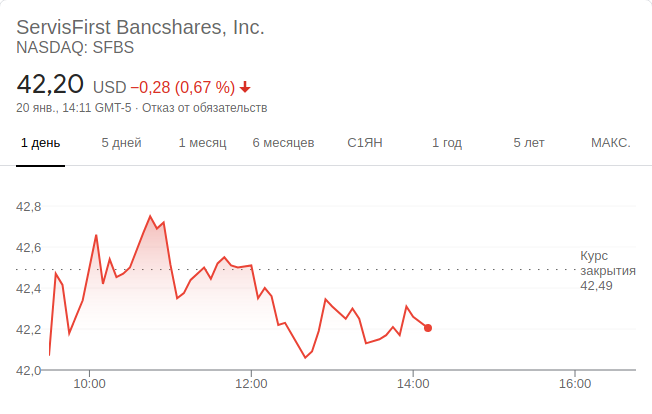 ServisFirst Bancshares, Inc.
NASDAQ: SFBS
42,20 USD −0,28 (0,67 %)
20 янв., 14:11 GMT-5 · Отказ от обязательств
1 день 5 дней 1 месяц 6 месяцев С1ЯН 1 год 5 лет МАКС.
42,8
42,6
Курс
закрытия
42,49
42,4
42,2
42,0
10:00 12:00 14:00 16:00